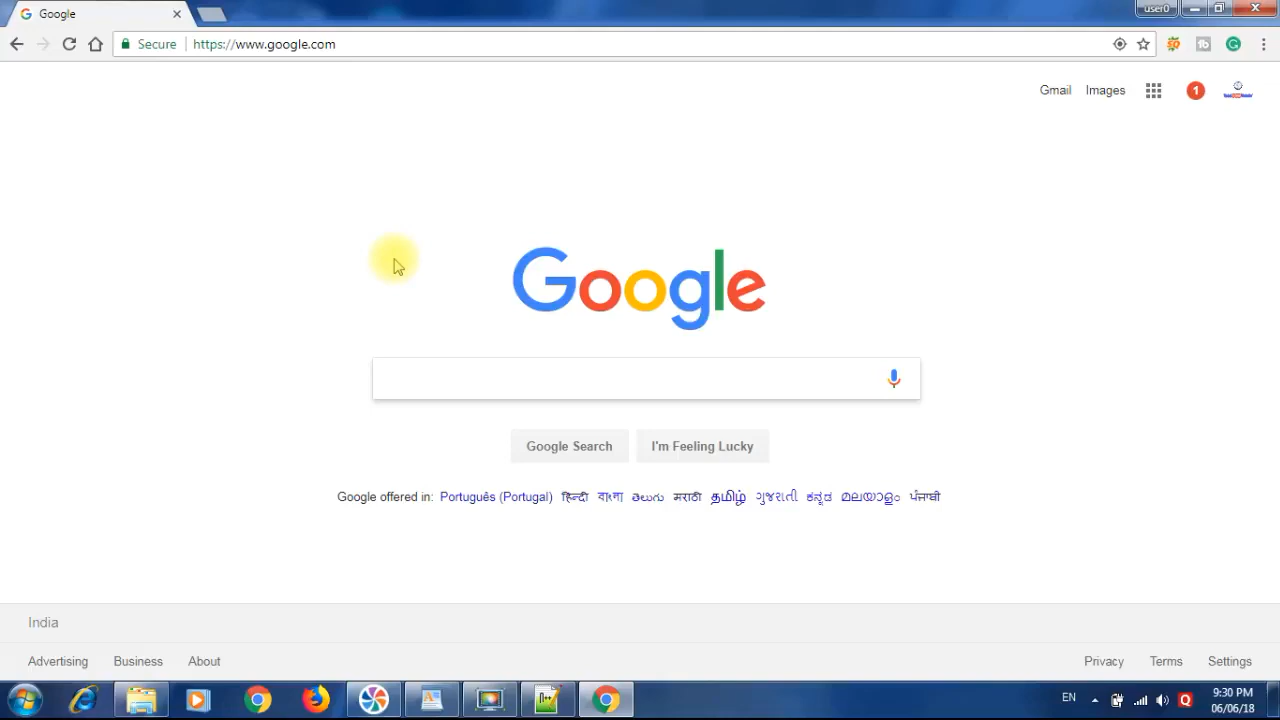 Google
user0
Secure https://www.google.com
Gmail Images 1
Google
Google Search I'm Feeling Lucky
Google offered in: Português (Portugal) हिन्दी বাংলা తెలుగు मराठी தமிழ் ગુજરાતી ಕನ್ನಡ മലയാളം ਪੰਜਾਬੀ
India
Advertising Business About Privacy Terms Settings
EN 9:30 PM
06/06/18